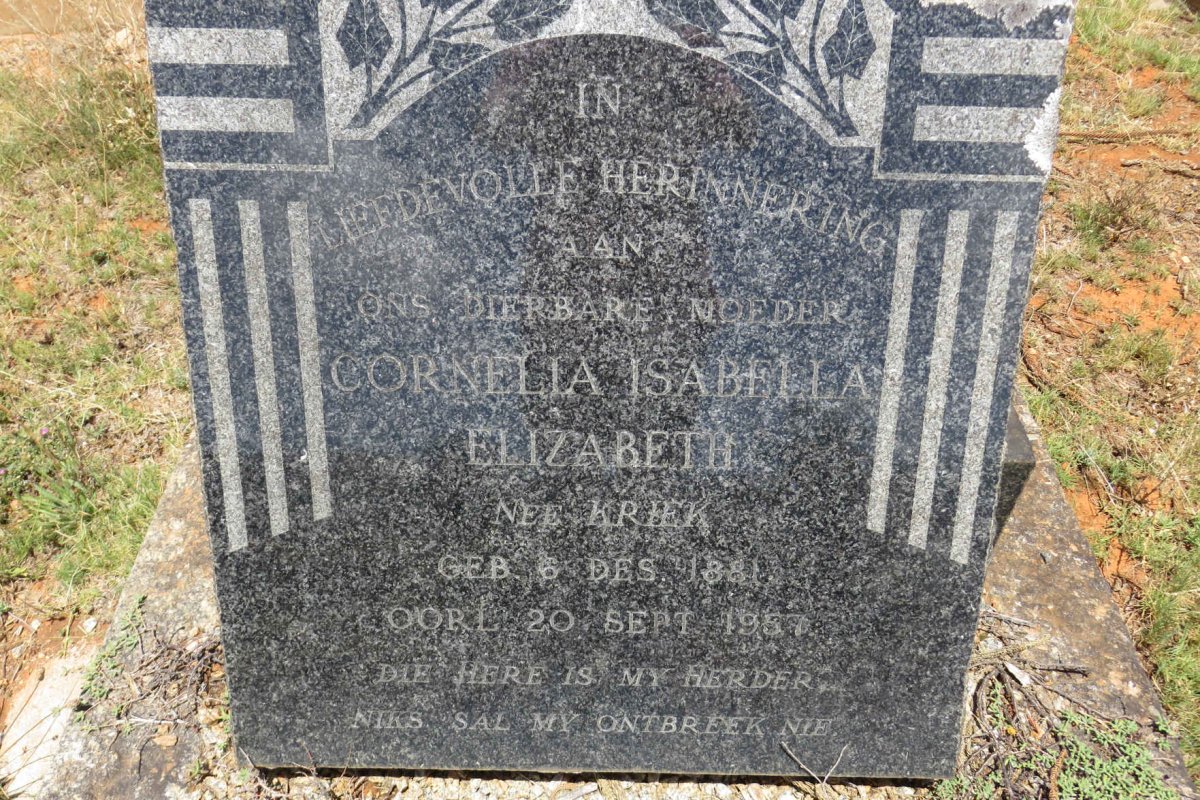 IN
LIEFDEVOLLE HERINNERING
AAN
ONS DIERBARE MOEDER
CORNELIA ISABELLA
ELIZABETH
NEE KRIEK
GEB. 6 DES. 1881.
OORL. 20 SEPT. 1957.
DIE HERE IS MY HERDER,
NIKS SAL MY ONTBREEK NIE